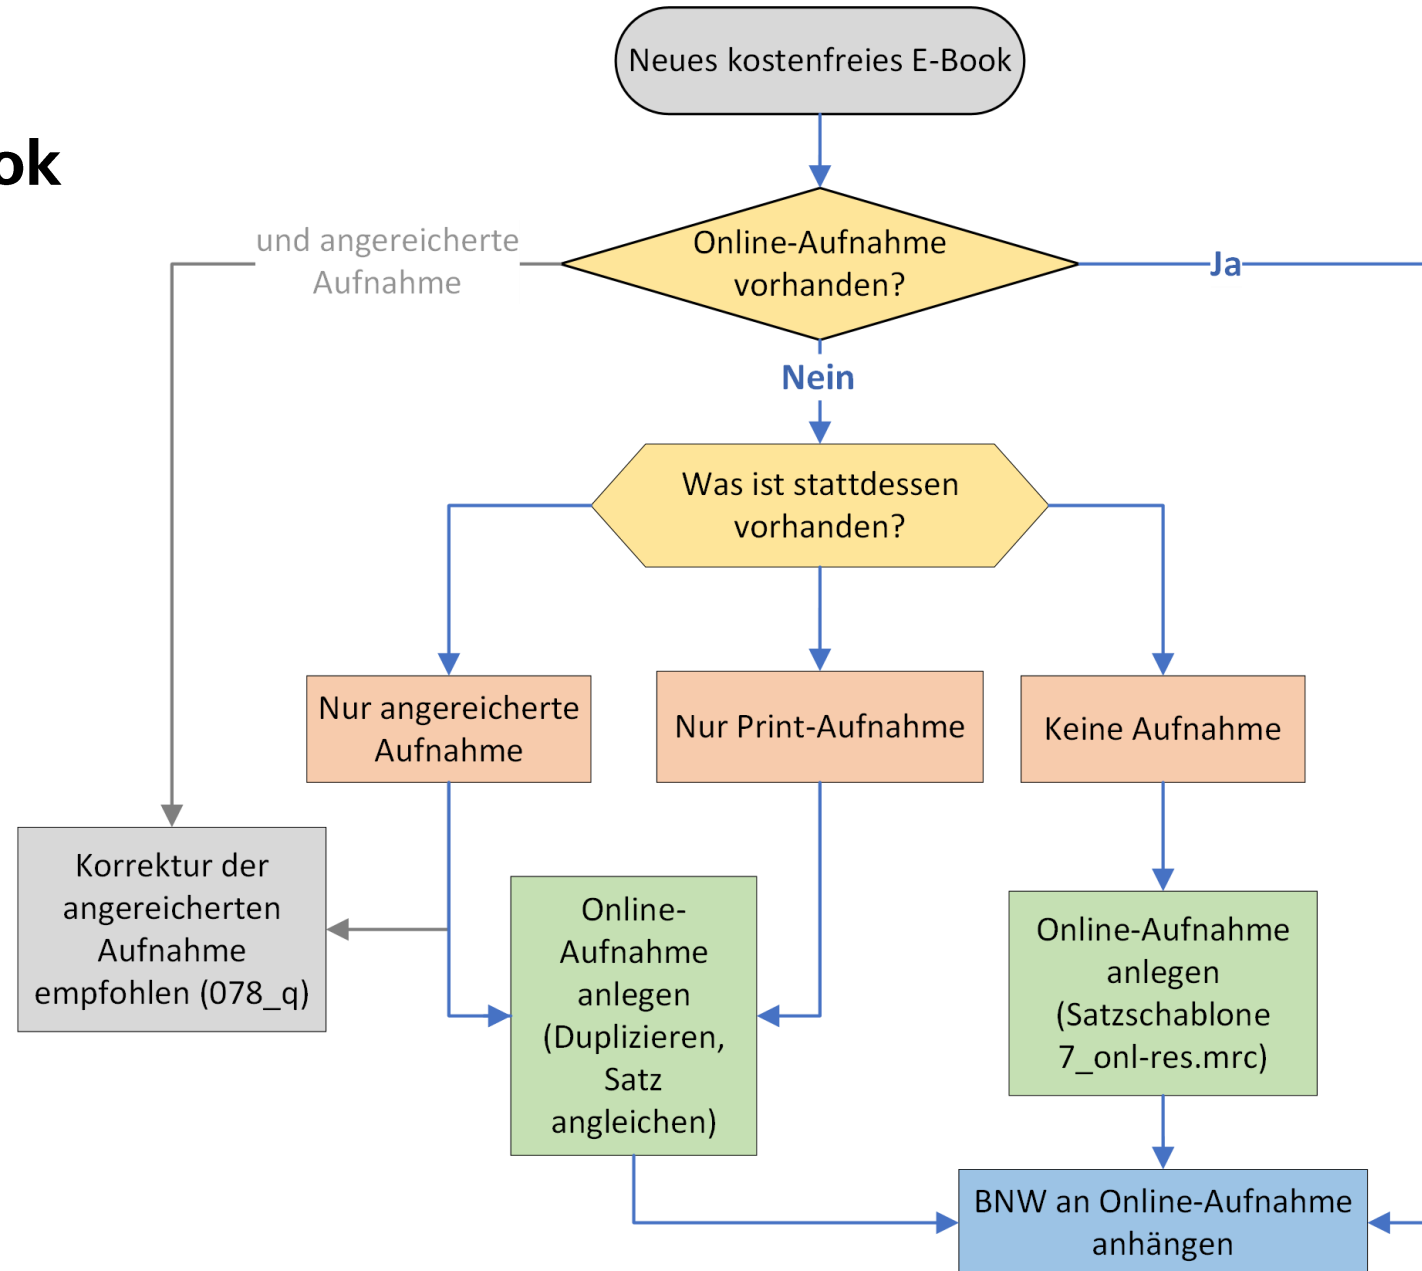 Neues kostenfreies E-Book
ok
Online-Aufnahme
vorhanden?
und angereicherte
Aufnahme
Ja
Nein
Was ist stattdessen
vorhanden?
Nur angereicherte
Aufnahme
Nur Print-Aufnahme
Keine Aufnahme
Korrektur der
angereicherten
Aufnahme
empfohlen (078_q)
Online-
Aufnahme
anlegen
(Duplizieren,
Satz
angleichen)
Online-Aufnahme
anlegen
(Satzschablone
7_onl-res.mrc)
BNW an Online-Aufnahme
anhängen